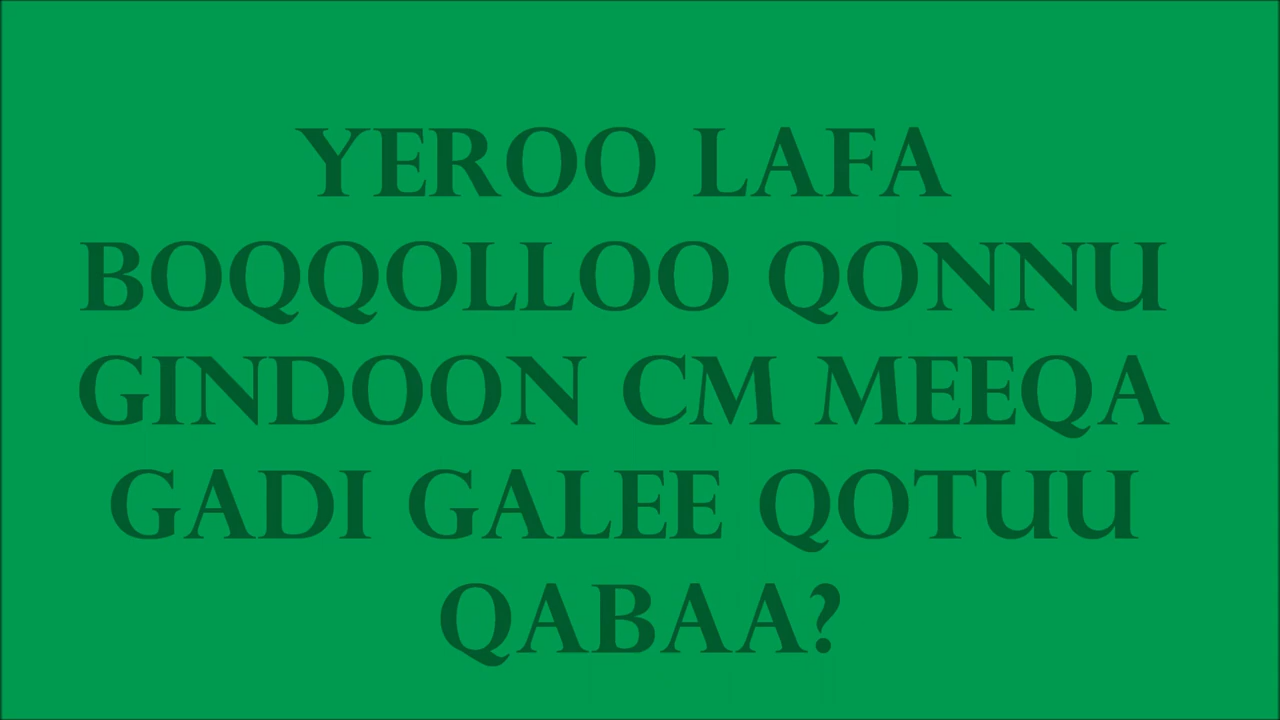 YEROO LAFA
BOQQOLLOO QONNU
GINDOON CM MEEQA
GADI GALEE QOTUU
QABAA?